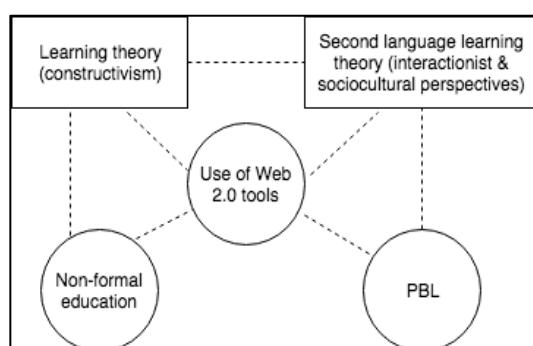 Learning theory
(constructivism)
Second language learning
theory (interactionist &
sociocultural perspectives)
Use of Web
2.0 tools
Non-formal
education
PBL